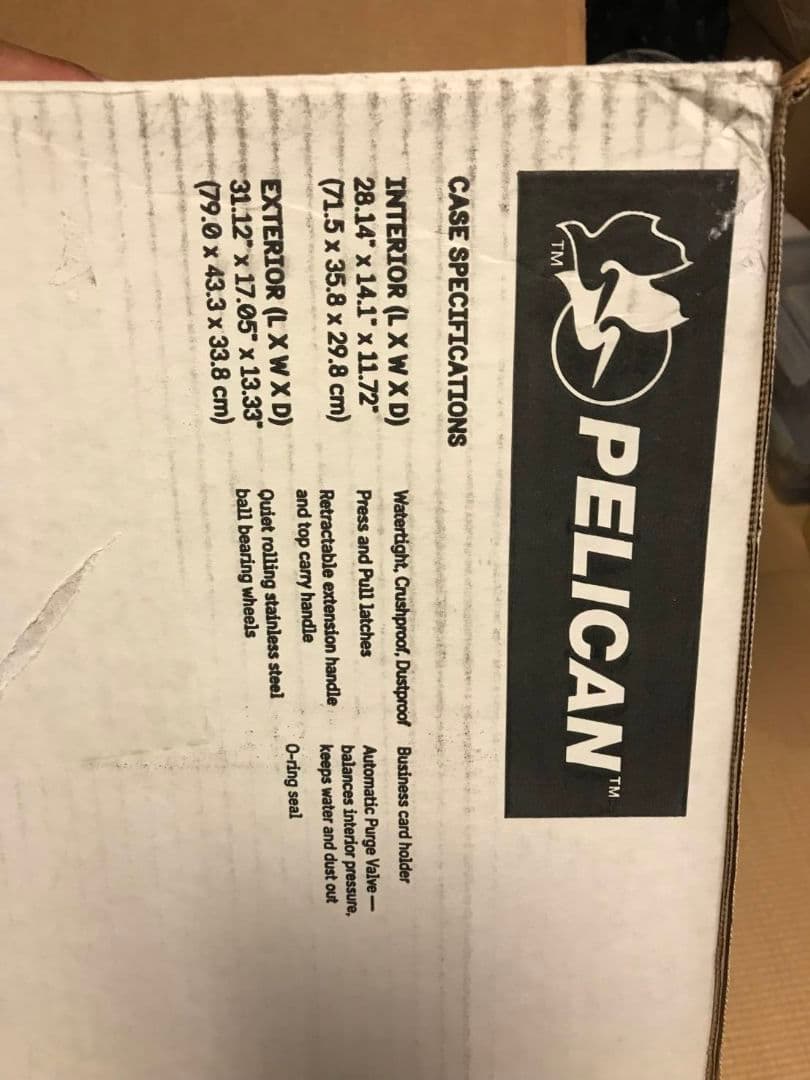 TM
PELICAN™
CASE SPECIFICATIONS
INTERIOR (L X W X D)
28.14" x 14.1" x 11.72"
(71.5 x 35.8 x 29.8 cm)
EXTERIOR (L X W X D)
31.12" x 17.05" x 13.33"
(79.0 x 43.3 x 33.8 cm)
Watertight, Crushproof, Dustproof
Press and Pull latches
Retractable extension handle
and top carry handle
Quiet rolling stainless steel
ball bearing wheels
Business card holder
Automatic Purge Valve —
balances interior pressure,
keeps water and dust out
O-ring seal